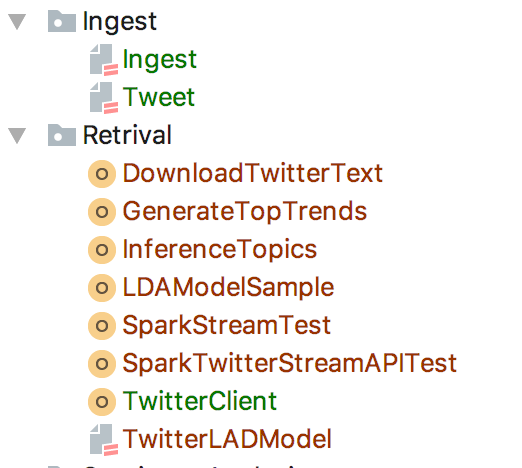 Ingest
Ingest
Tweet
Retrival
DownloadTwitterText
GenerateTopTrends
InferenceTopics
LDAModelSample
SparkStreamTest
SparkTwitterStreamAPITest
TwitterClient
TwitterLADModel